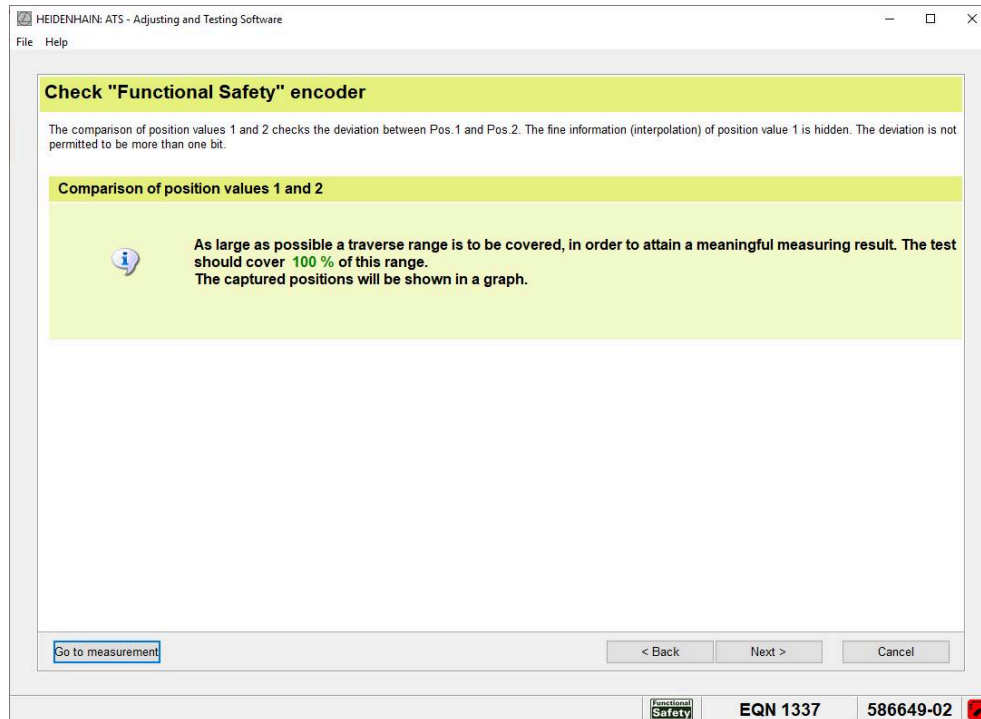 HEIDENHAIN: ATS - Adjusting and Testing Software
File Help
Check "Functional Safety" encoder
The comparison of position values 1 and 2 checks the deviation between Pos.1 and Pos.2. The fine information (interpolation) of position value 1 is hidden. The deviation is not
permitted to be more than one bit.
Comparison of position values 1 and 2
As large as possible a traverse range is to be covered, in order to attain a meaningful measuring result. The test
should cover 100 % of this range.
The captured positions will be shown in a graph.
Go to measurement
< Back
Next >
Cancel
Functional
Safety
EQN 1337
586649-02